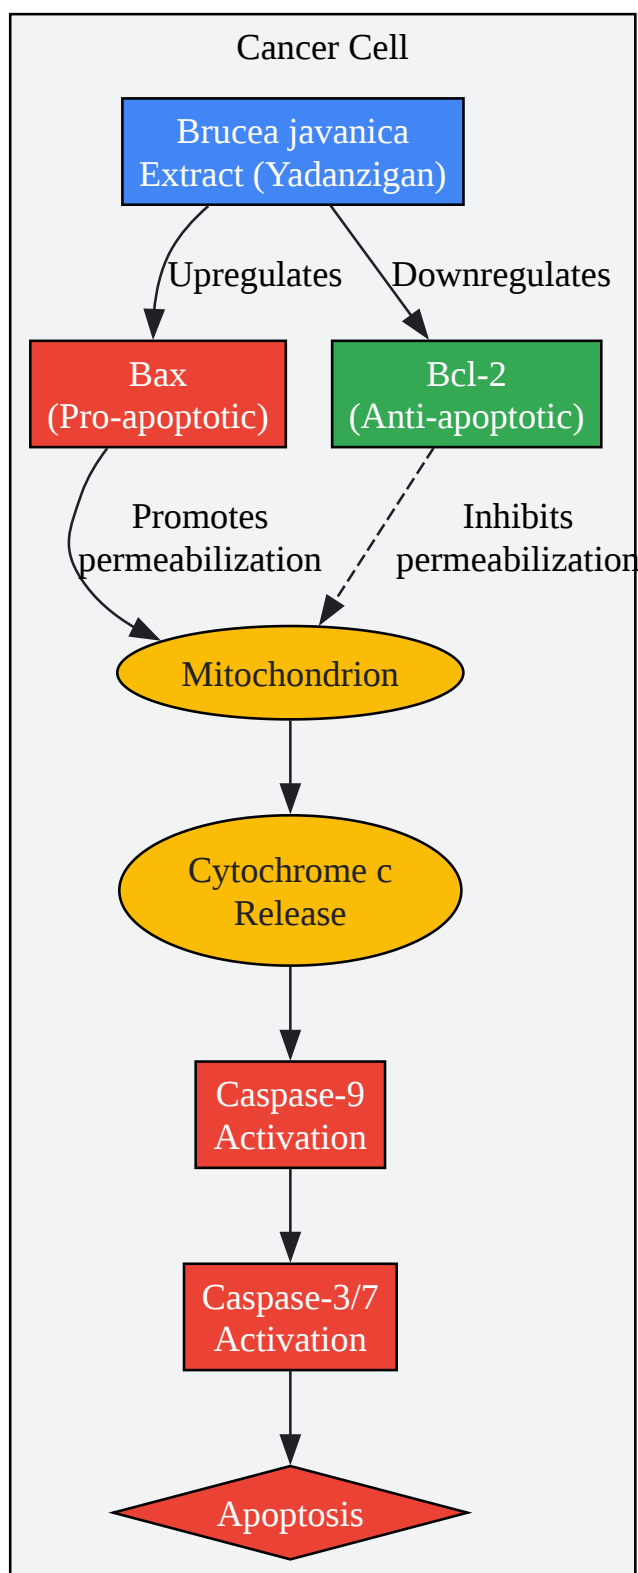 Cancer Cell
Brucea javanica
Extract (Yadanzigan)
Upregulates
Downregulates
Bax
(Pro-apoptotic)
Bcl-2
(Anti-apoptotic)
Promotes
permeabilization
Inhibits
permeabilization
Mitochondrion
Cytochrome c
Release
Caspase-9
Activation
Caspase-3/7
Activation
Apoptosis